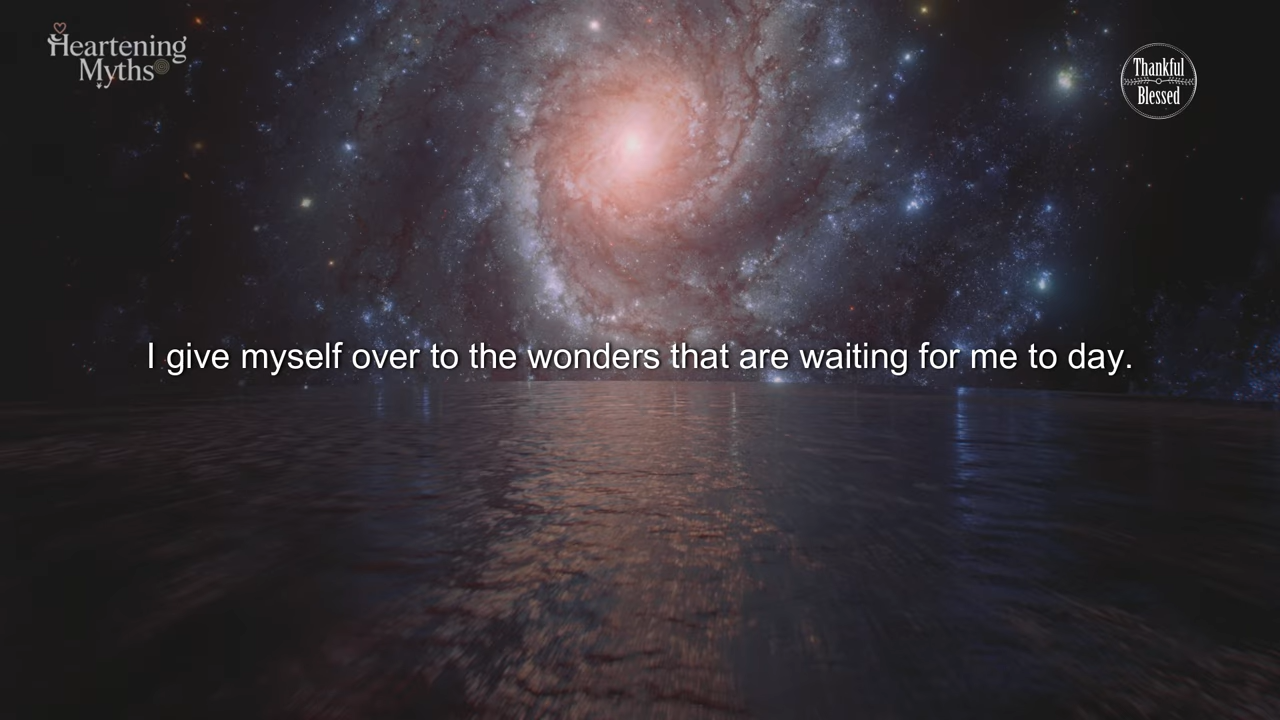 Heartening
Myths
Thankful
Blessed
I give myself over to the wonders that are waiting for me to day.